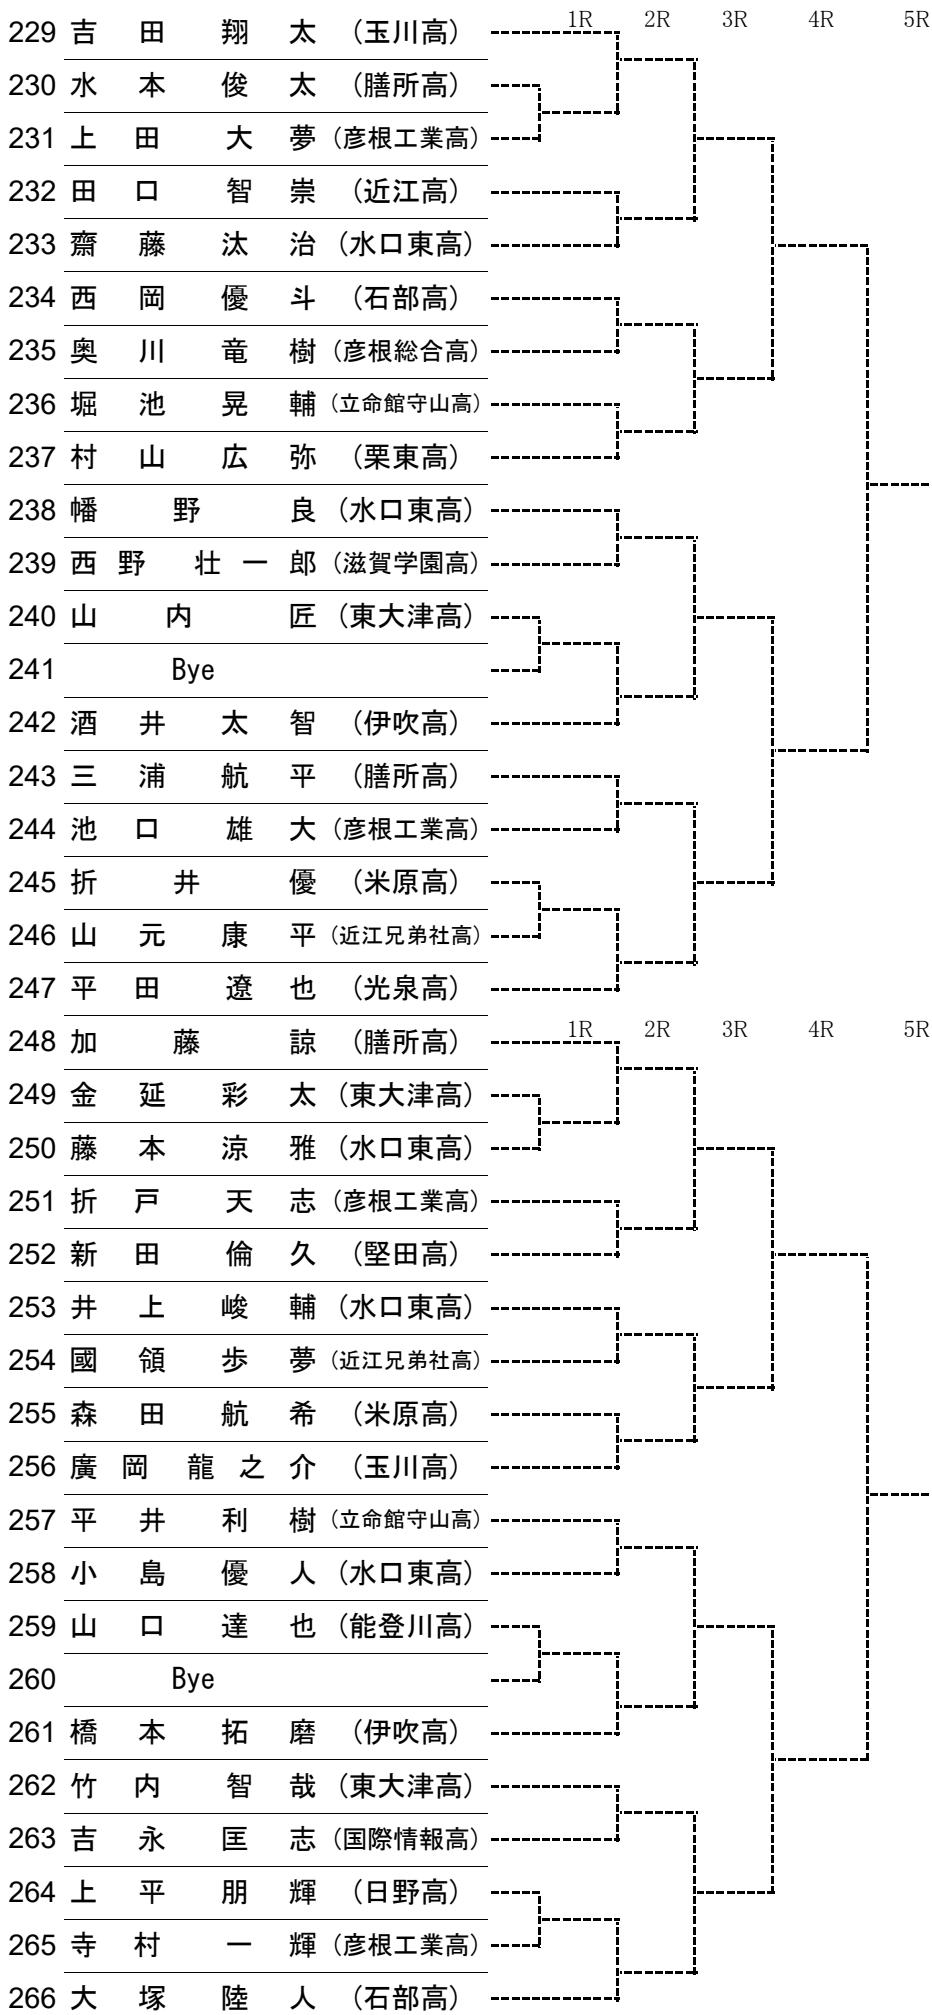 1R 2R 3R 4R 5R
229 吉田 翔太 (玉川高)
230 水本 俊太 (膳所高)
231 上田 大夢 (彦根工業高)
232 田口 智崇 (近江高)
233 齋藤 汰治 (水口東高)
234 西岡 優斗 (石部高)
235 奥川 竜樹 (彦根総合高)
236 堀池 晃輔 (立命館守山高)
237 村山 広弥 (栗東高)
238 幡野 良 (水口東高)
239 西野 壮一郎 (滋賀学園高)
240 山内 匠 (東大津高)
241 Bye
242 酒井 太智 (伊吹高)
243 三浦 航平 (膳所高)
244 池口 雄大 (彦根工業高)
245 折井 優 (米原高)
246 山元 康平 (近江兄弟社高)
247 平田 遼也 (光泉高)
1R 2R 3R 4R 5R
248 加藤 諒 (膳所高)
249 金延 彩太 (東大津高)
250 藤本 涼雅 (水口東高)
251 折戸 天志 (彦根工業高)
252 新田 倫久 (堅田高)
253 井上 峻輔 (水口東高)
254 國領 歩夢 (近江兄弟社高)
255 森田 航希 (米原高)
256 廣岡 龍之介 (玉川高)
257 平井 利樹 (立命館守山高)
258 小島 優人 (水口東高)
259 山口 達也 (能登川高)
260 Bye
261 橋本 拓磨 (伊吹高)
262 竹内 智哉 (東大津高)
263 吉永 匡志 (国際情報高)
264 上平 朋輝 (日野高)
265 寺村 一輝 (彦根工業高)
266 大塚 陸人 (石部高)